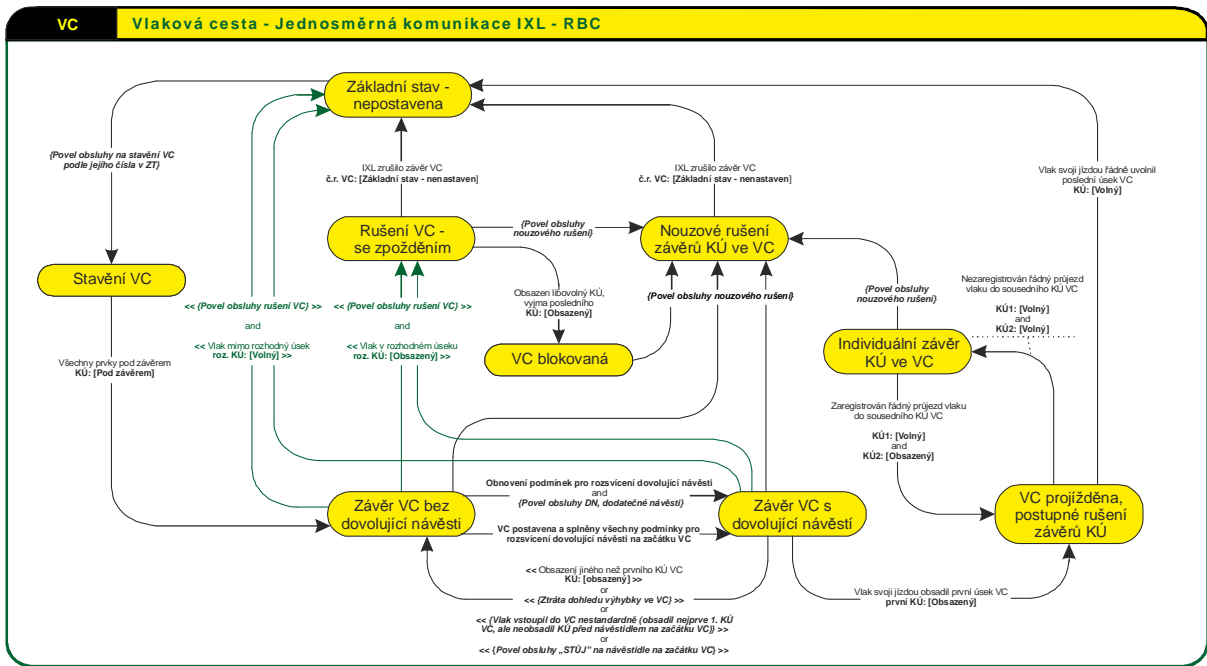 VC
Vlaková cesta - Jednosměrná komunikace IXL - RBC
Základní stav -
nepostavena
{Povel obsluhy na stavění VC
podle jejího čísla v ZT}
IXL zrušilo závěr VC
č.r. VC: [Základní stav - nenastaven]
IXL zrušilo závěr VC
č.r. VC: [Základní stav - nenastaven]
Vlak svoji jízdou řádně uvolnil
poslední úsek VC
KÚ: [Volný]
Rušení VC -
se zpožděním
{Povel obsluhy
nouzového rušení}
Nouzové rušení
závěrů KÚ ve VC
Stavění VC
Obsazen libovolný KÚ,
vyjma posledního
KÚ: [Obsazený]
{Povel obsluhy nouzového rušení}
{Povel obsluhy
nouzového rušení}
Nezaregistrován řádný průjezd
vlaku do sousedního KÚ VC
KÚ1: [Volný]
and
KÚ2: [Volný]
<< {Povel obsluhy rušení VC} >>
and
<< Vlak mimo rozhodný úsek
roz. KÚ: [Volný] >>
<< {Povel obsluhy rušení VC} >>
and
<< Vlak v rozhodném úseku
roz. KÚ: [Obsazený] >>
VC blokovaná
Individuální závěr
KÚ ve VC
Všechny prvky pod závěrem
KÚ: [Pod závěrem]
Zaregistrován řádný průjezd vlaku
do sousedního KÚ VC
KÚ1: [Volný]
and
KÚ2: [Obsazený]
Závěr VC bez
dovolující návěsti
Obnovení podmínek pro rozsvícení dovolující návěsti
and
{Povel obsluhy DN, dodatečné návěsti}
Závěr VC s
dovolující návěstí
VC projížděna,
postupné rušení
závěrů KÚ
VC postavena a splněny všechny podmínky pro
rozsvícení dovolující návěsti na začátku VC
<< Obsazení jiného než prvního KÚ VC
KÚ: [obsazený] >>
or
<< {Ztráta dohledu výhybky ve VC} >>
or
<< {Vlak vstoupil do VC nestandardně (obsadil nejprve 1. KÚ
VC, ale neobsadil KÚ před návěstidlem na začátku VC)} >>
or
<< {Povel obsluhy „STŮJ" na návěstidle na začátku VC} >>
Vlak svoji jízdou obsadil první úsek VC
první KÚ: [Obsazený]